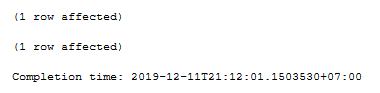 (1 row affected)
(1 row affected)
Completion time: 2019-12-11T21:12:01.1503530+07:00